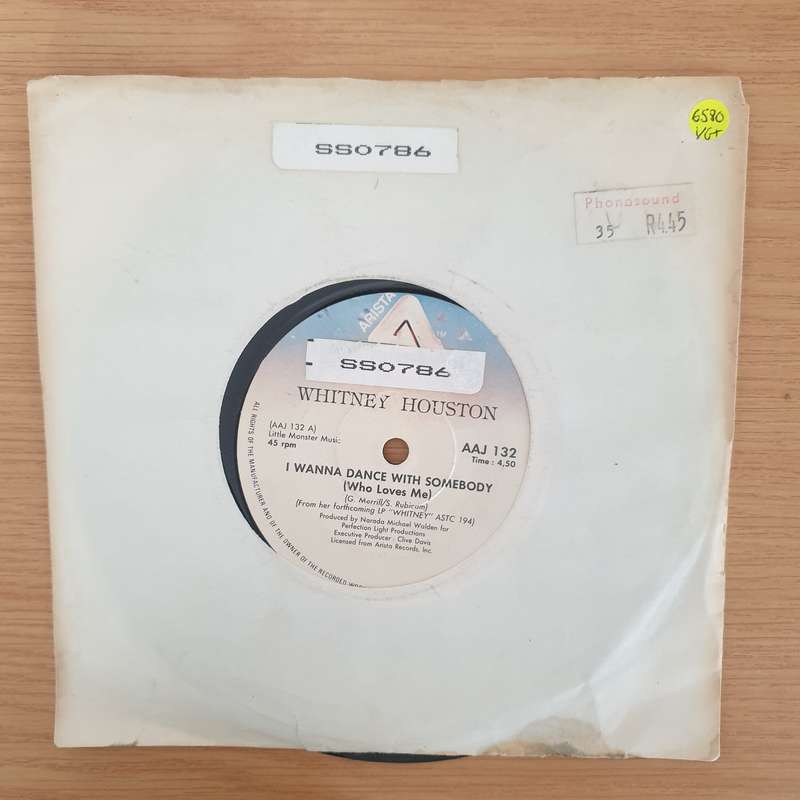 SS0786
6580
VG+
Phonosound
35 R4.45
ARISTA
SS0786
WHITNEY HOUSTON
(AAJ 132 A)
Little Monster Music
45 rpm
AAJ 132
Time : 4,50
I WANNA DANCE WITH SOMEBODY
(Who Loves Me)
(G. Merrill/S. Rubicum)
(From her forthcoming LP "WHITNEY" ASTC 194)
Produced by Narada Michael Walden for
Perfection Light Productions
Executive Producer : Clive Davis
Licensed from Arista Records, Inc.
ALL RIGHTS OF THE MANUFACTURER AND OF THE OWNER OF THE RECORDED